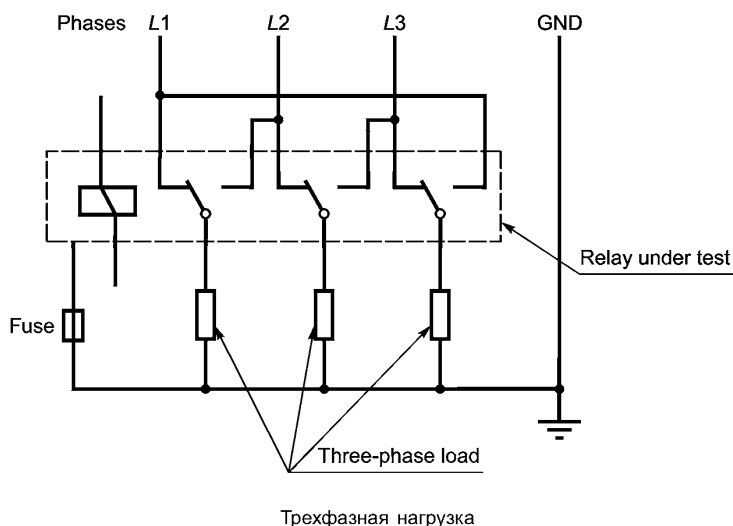 Phases L1 L2 L3 GND
Relay under test
Fuse
Three-phase load
Трехфазная нагрузка